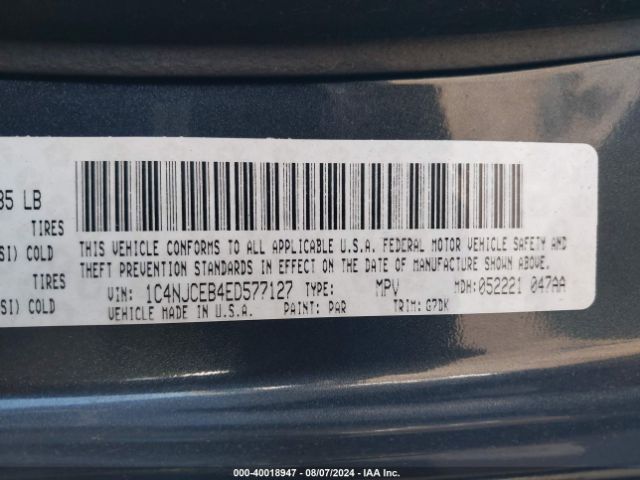 85 LB
TIRES
SI) COLD
TIRES
SI) COLD
THIS VEHICLE CONFORMS TO ALL APPLICABLE U.S.A. FEDERAL MOTOR VEHICLE SAFETY AND
THEFT PREVENTION STANDARDS IN EFFECT ON THE DATE OF MANUFACTURE SHOWN ABOVE.
VIN: 1C4NJCEB4ED577127 TYPE: MPV MDH:052221 047AA
VEHICLE MADE IN U.S.A. PAINT: PAR TRIM: G7DK
000-40018947 - 08/07/2024 - IAA Inc.